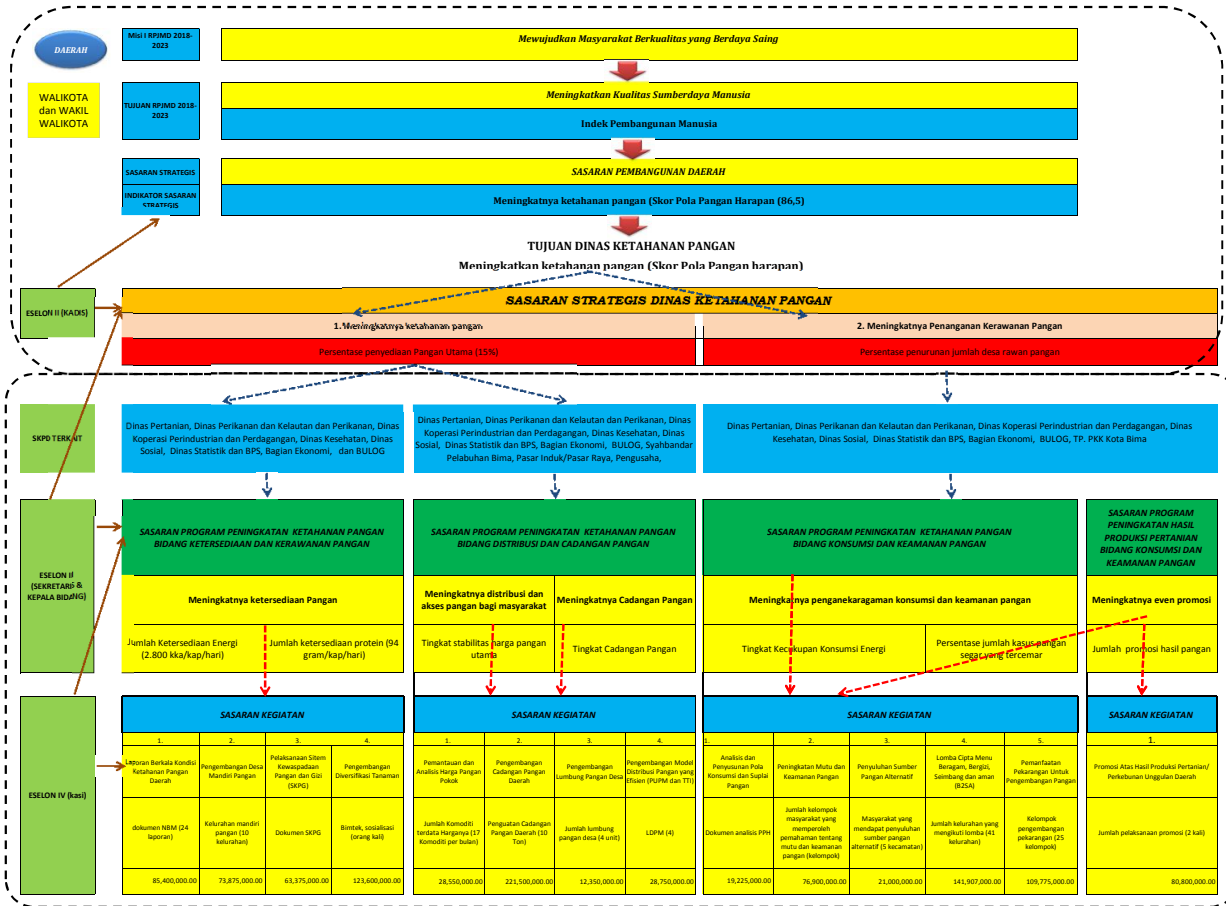 DAERAH
Misi I RPJMD 2018-
2023
Mewujudkan Masyarakat Berkualitas yang Berdaya Saing
WALIKOTA
dan WAKIL
WALIKOTA
TUJUAN RPJMD 2018-
2023
Meningkatkan Kualitas Sumberdaya Manusia
Indek Pembangunan Manusia
SASARAN STRATEGIS
SASARAN PEMBANGUNAN DAERAH
INDIKATOR SASARAN
STRATEGIS
Meningkatnya ketahanan pangan (Skor Pola Pangan Harapan (86,5)
TUJUAN DINAS KETAHANAN PANGAN
Meningkatkan ketahanan pangan (Skor Pola Pangan harapan)
ESELON II (KADIS)
SASARAN STRATEGIS DINAS KETAHANAN PANGAN
1. Meningkatnya ketahanan pangan
2. Meningkatnya Penanganan Kerawanan Pangan
Persentase penyediaan Pangan Utama (15%)
Persentase penurunan jumlah desa rawan pangan
SKPD TERKAIT
Dinas Pertanian, Dinas Perikanan dan Kelautan dan Perikanan, Dinas
Koperasi Perindustrian dan Perdagangan, Dinas Kesehatan, Dinas
Sosial, Dinas Statistik dan BPS, Bagian Ekonomi, dan BULOG
Dinas Pertanian, Dinas Perikanan dan Kelautan dan Perikanan, Dinas
Koperasi Perindustrian dan Perdagangan, Dinas Kesehatan, Dinas
Sosial, Dinas Statistik dan BPS, Bagian Ekonomi, BULOG, Syahbandar
Pelabuhan Bima, Pasar Induk/Pasar Raya, Pengusaha,
Dinas Pertanian, Dinas Perikanan dan Kelautan dan Perikanan, Dinas Koperasi Perindustrian dan Perdagangan, Dinas
Kesehatan, Dinas Sosial, Dinas Statistik dan BPS, Bagian Ekonomi, BULOG, TP. PKK Kota Bima
ESELON II
(SEKRETARIS &
KEPALA BIDANG)
SASARAN PROGRAM PENINGKATAN KETAHANAN PANGAN
BIDANG KETERSEDIAAN DAN KERAWANAN PANGAN
SASARAN PROGRAM PENINGKATAN KETAHANAN PANGAN
BIDANG DISTRIBUSI DAN CADANGAN PANGAN
SASARAN PROGRAM PENINGKATAN KETAHANAN PANGAN
BIDANG KONSUMSI DAN KEAMANAN PANGAN
SASARAN PROGRAM
PENINGKATAN HASIL
PRODUKSI PERTANIAN
BIDANG KONSUMSI DAN
KEAMANAN PANGAN
Meningkatnya ketersediaan Pangan
Meningkatnya distribusi dan
akses pangan bagi masyarakat
Meningkatnya Cadangan Pangan
Meningkatnya penganekaragaman konsumsi dan keamanan pangan
Meningkatnya even promosi
Jumlah Ketersediaan Energi
(2.800 kka/kap/hari)
Jumlah ketersediaan protein (94
gram/kap/hari)
Tingkat stabilitas harga pangan
utama
Tingkat Cadangan Pangan
Tingkat Kecukupan Konsumsi Energi
Persentase jumlah kasus pangan
segar yang tercemar
Jumlah promosi hasil pangan
ESELON IV (kasi)
SASARAN KEGIATAN
SASARAN KEGIATAN
SASARAN KEGIATAN
SASARAN KEGIATAN
1. 2. 3. 4.
1. 2. 3. 4.
1. 2. 3. 4. 5.
1.
Laporan Berkala Kondisi
Ketahanan Pangan
Daerah
Pengembangan Desa
Mandiri Pangan
Pelaksanaan Sitem
Kewaspadaan
Pangan dan Gizi
(SKPG)
Pengembangan
Diversifikasi Tanaman
Pemantauan dan
Analisis Harga Pangan
Pokok
Pengembangan
Cadangan Pangan
Daerah
Pengembangan
Lumbung Pangan Desa
Pengembangan Model
Distribusi Pangan yang
Efisien (PUPM dan TTI)
Analisis dan
Penyusunan Pola
Konsumsi dan Suplai
Pangan
Peningkatan Mutu dan
Keamanan Pangan
Penyuluhan Sumber
Pangan Alternatif
Lomba Cipta Menu
Beragam, Bergizi,
Seimbang dan aman
(B2SA)
Pemanfaatan
Pekarangan Untuk
Pengembangan Pangan
Promosi Atas Hasil Produksi Pertanian/
Perkebunan Unggulan Daerah
dokumen NBM (24
laporan)
Kelurahan mandiri
pangan (10
kelurahan)
Dokumen SKPG
Bimtek, sosialisasi
(orang kali)
Jumlah Komoditi
terdata Harganya (17
Komoditi per bulan)
Penguatan Cadangan
Pangan Daerah (10
Ton)
Jumlah lumbung
pangan desa (4 unit)
LDPM (4)
Dokumen analisis PPH
Jumlah kelompok
masyarakat yang
memperoleh
pemahaman tentang
mutu dan keamanan
pangan (kelompok)
Masyarakat yang
mendapat penyuluhan
sumber pangan
alternatif (5 kecamatan)
Jumlah kelurahan yang
mengikuti lomba (41
kelurahan)
Kelompok
pengembangan
pekarangan (25
kelompok)
Jumlah pelaksanaan promosi (2 kali)
85,400,000.00 73,875,000.00 63,375,000.00 123,600,000.00
28,550,000.00 221,500,000.00 12,350,000.00 28,750,000.00
19,225,000.00 76,900,000.00 21,000,000.00 141,907,000.00 109,775,000.00
80,800,000.00